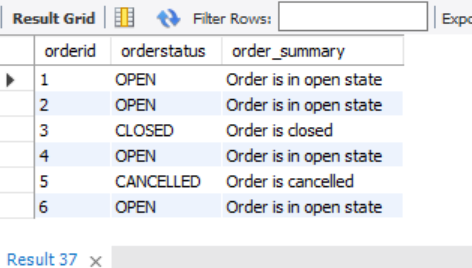 Result Grid Filter Rows: Expo
orderid orderstatus order_summary
1 OPEN Order is in open state
2 OPEN Order is in open state
3 CLOSED Order is closed
4 OPEN Order is in open state
5 CANCELLED Order is cancelled
6 OPEN Order is in open state
Result 37 ×